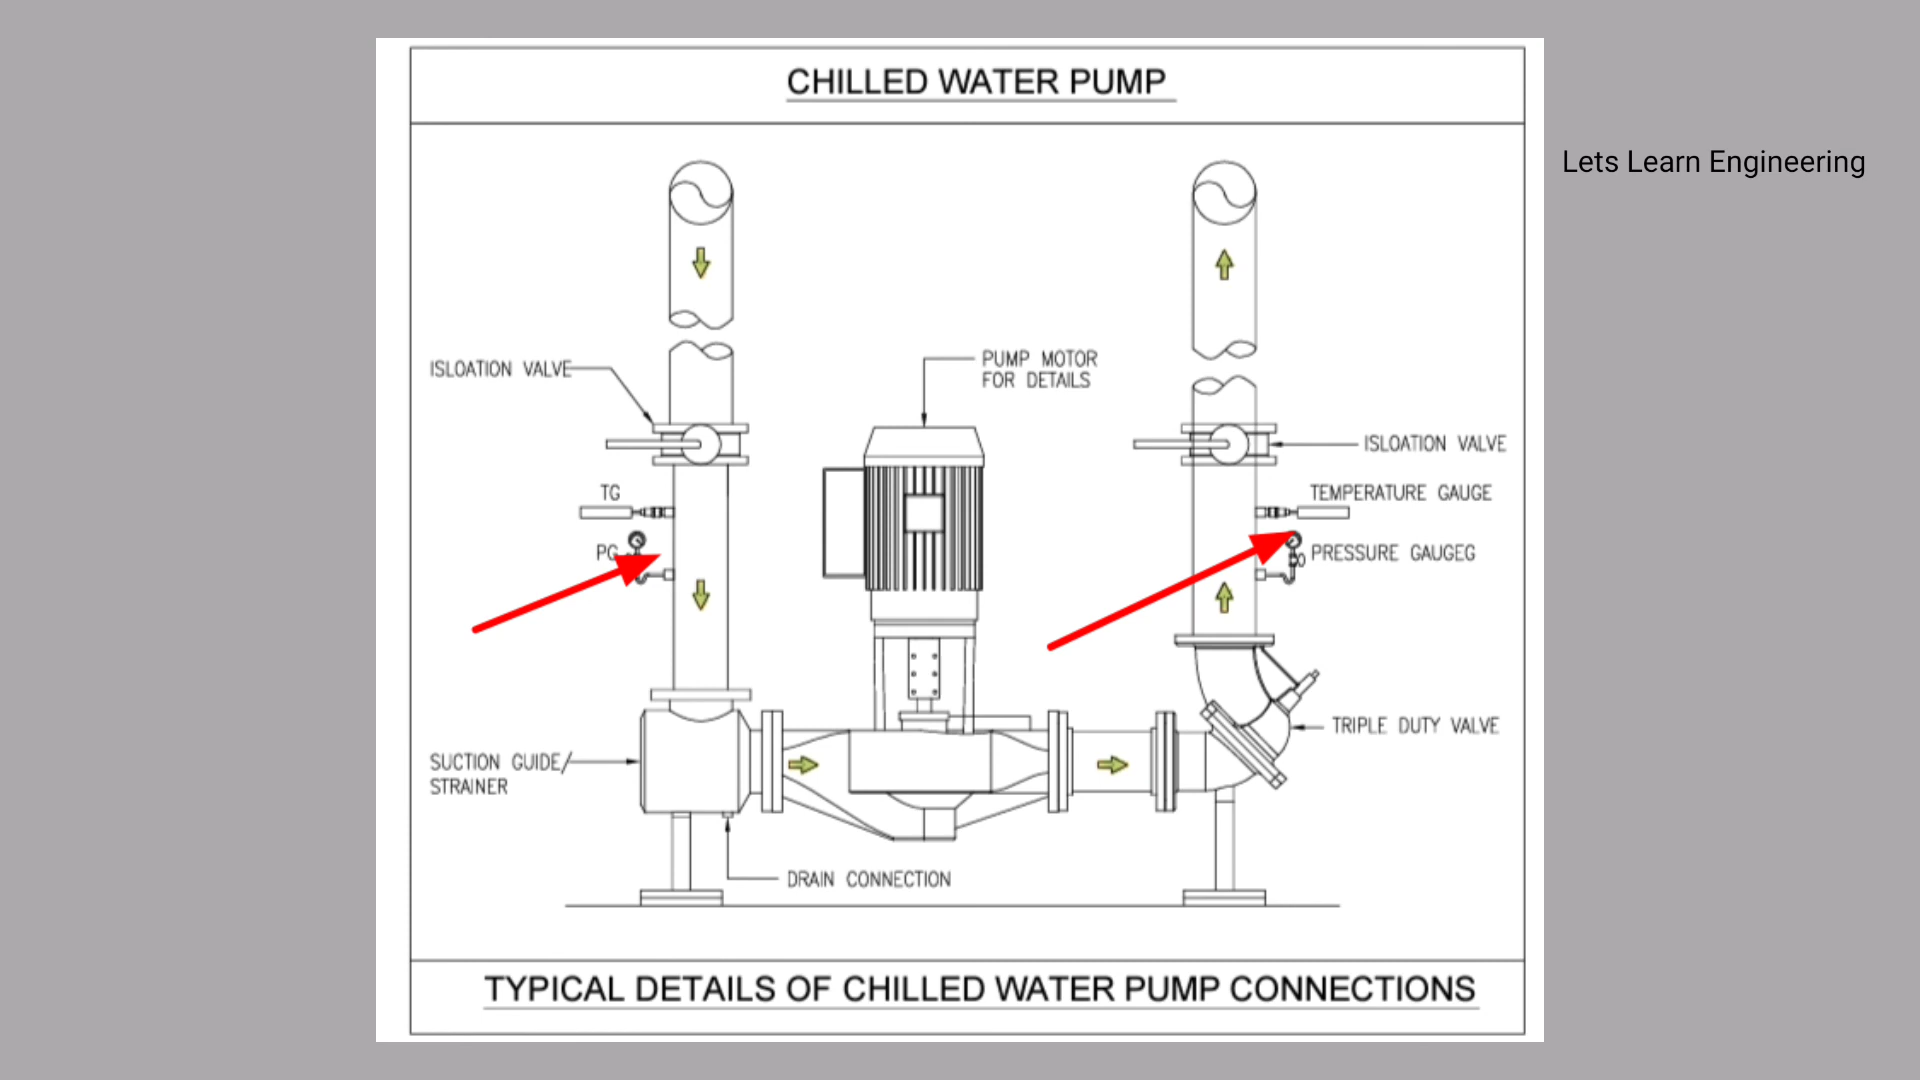 CHILLED WATER PUMP
Lets Learn Engineering
ISLOATION VALVE
PUMP MOTOR
FOR DETAILS
ISLOATION VALVE
TG
TEMPERATURE GAUGE
PG
PRESSURE GAUGEG
TRIPLE DUTY VALVE
SUCTION GUIDE/
STRAINER
DRAIN CONNECTION
TYPICAL DETAILS OF CHILLED WATER PUMP CONNECTIONS